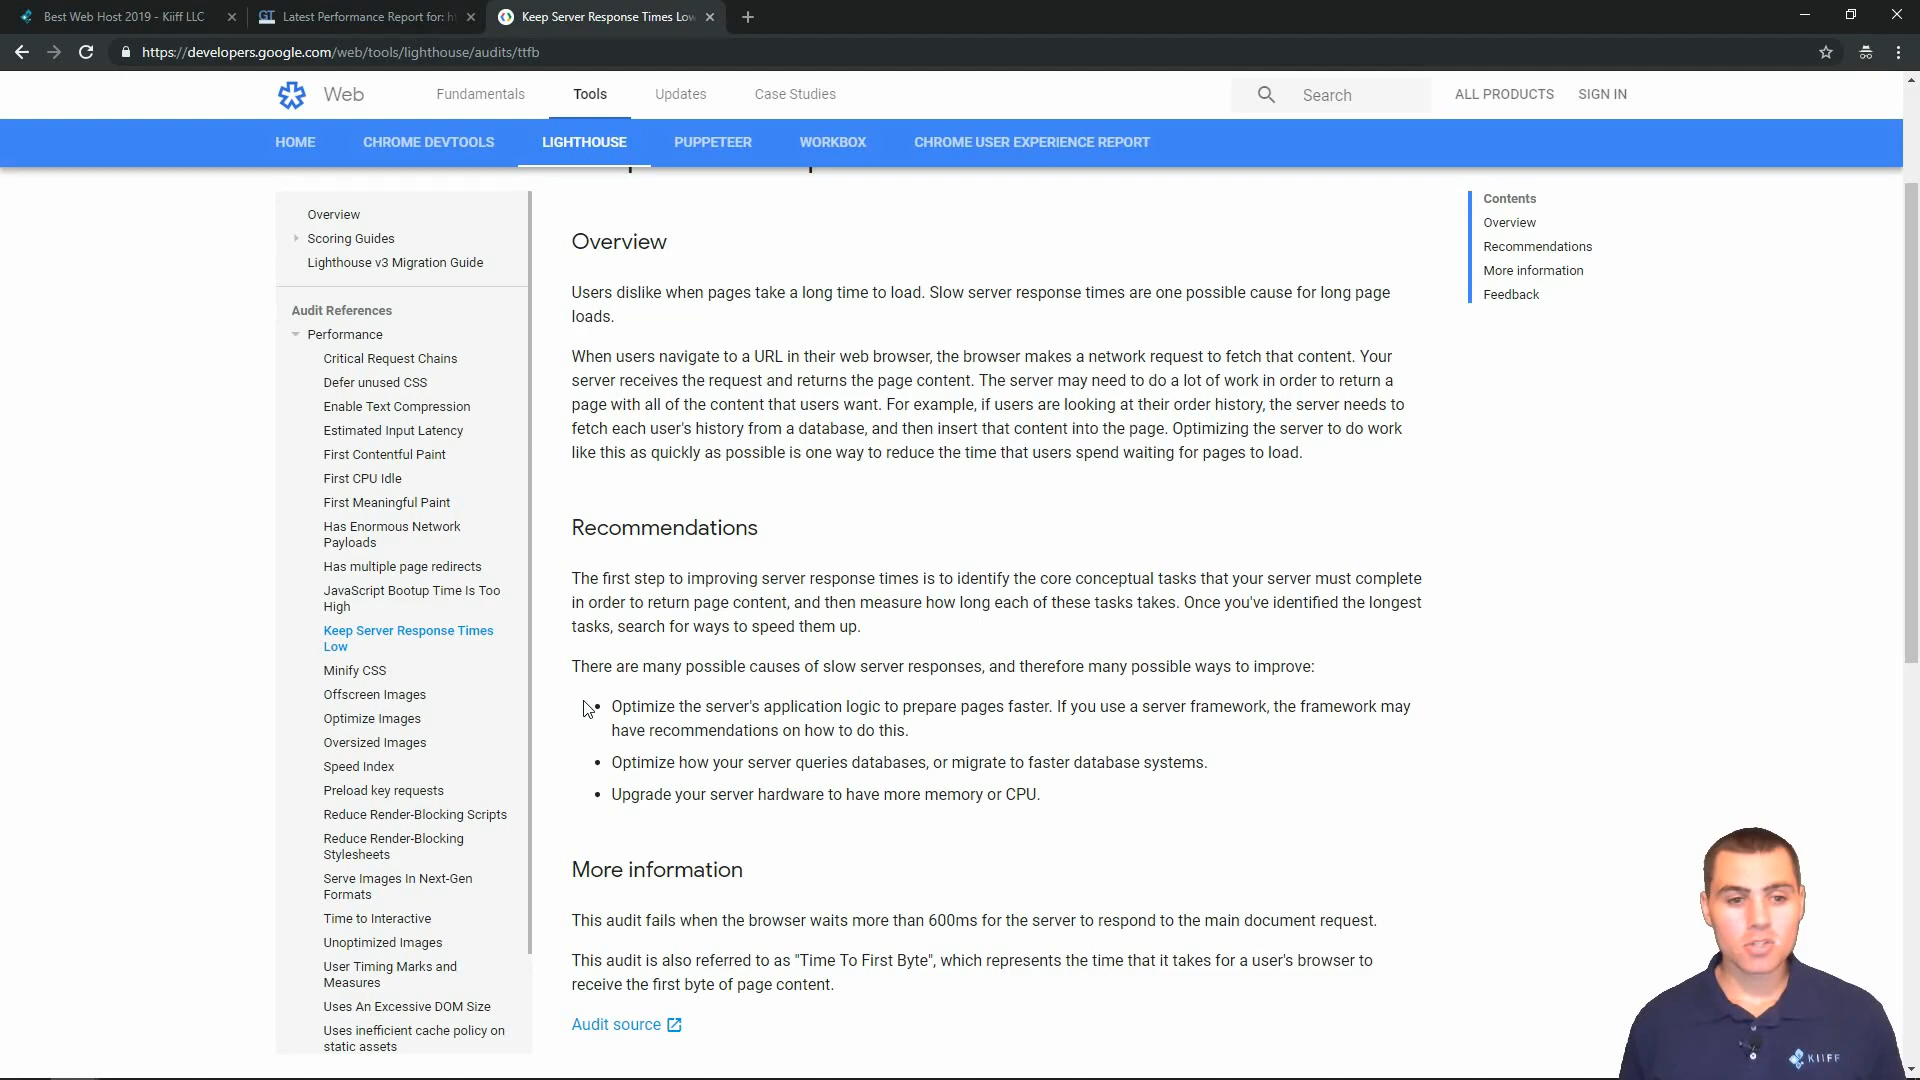 Best Web Host 2019 - Kiiff LLC
Latest Performance Report for: h
Keep Server Response Times Low
https://developers.google.com/web/tools/lighthouse/audits/ttfb
Web
Fundamentals
Tools
Updates
Case Studies
Search
ALL PRODUCTS
SIGN IN
HOME
CHROME DEVTOOLS
LIGHTHOUSE
PUPPETEER
WORKBOX
CHROME USER EXPERIENCE REPORT
Overview
Scoring Guides
Lighthouse v3 Migration Guide
Audit References
Performance
Critical Request Chains
Defer unused CSS
Enable Text Compression
Estimated Input Latency
First Contentful Paint
First CPU Idle
First Meaningful Paint
Has Enormous Network
Payloads
Has multiple page redirects
JavaScript Bootup Time Is Too
High
Keep Server Response Times
Low
Minify CSS
Offscreen Images
Optimize Images
Oversized Images
Speed Index
Preload key requests
Reduce Render-Blocking Scripts
Reduce Render-Blocking
Stylesheets
Serve Images In Next-Gen
Formats
Time to Interactive
Unoptimized Images
User Timing Marks and
Measures
Uses An Excessive DOM Size
Uses inefficient cache policy on
static assets
Overview
Users dislike when pages take a long time to load. Slow server response times are one possible cause for long page
loads.
When users navigate to a URL in their web browser, the browser makes a network request to fetch that content. Your
server receives the request and returns the page content. The server may need to do a lot of work in order to return a
page with all of the content that users want. For example, if users are looking at their order history, the server needs to
fetch each user's history from a database, and then insert that content into the page. Optimizing the server to do work
like this as quickly as possible is one way to reduce the time that users spend waiting for pages to load.
Recommendations
The first step to improving server response times is to identify the core conceptual tasks that your server must complete
in order to return page content, and then measure how long each of these tasks takes. Once you've identified the longest
tasks, search for ways to speed them up.
There are many possible causes of slow server responses, and therefore many possible ways to improve:
• Optimize the server's application logic to prepare pages faster. If you use a server framework, the framework may
have recommendations on how to do this.
• Optimize how your server queries databases, or migrate to faster database systems.
• Upgrade your server hardware to have more memory or CPU.
More information
This audit fails when the browser waits more than 600ms for the server to respond to the main document request.
This audit is also referred to as "Time To First Byte", which represents the time that it takes for a user's browser to
receive the first byte of page content.
Audit source
Contents
Overview
Recommendations
More information
Feedback
KIIFF